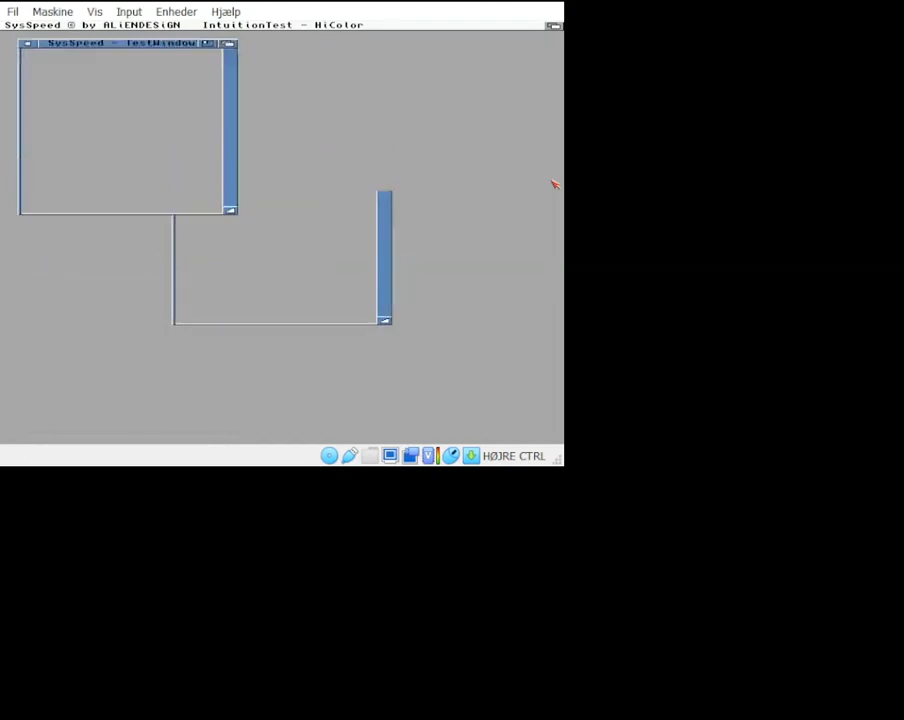 Fil Maskine Vis Input Enheder Hjælp
SysSpeed © by ALiENDESiGN IntuitionTest - HiColor
SysSpeed - TestWindow
HØJRE CTRL